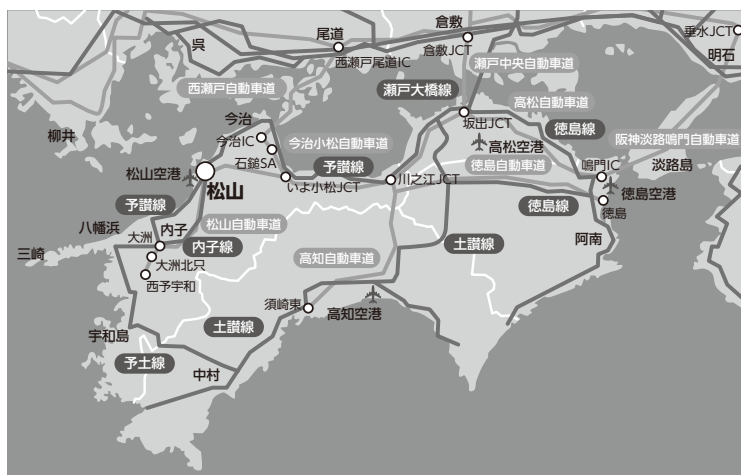 呉
尾道
倉敷
垂水JCT
西瀬戸尾道IC
倉敷JCT
明石
瀬戸中央自動車道
西瀬戸自動車道
瀬戸大橋線
高松自動車道
今治
坂出JCT
徳島線
柳井
今治IC
今治小松自動車道
高松空港
阪神淡路鳴門自動車道
石鎚SA
予讃線
徳島自動車道
鳴門IC
淡路島
松山空港
松山
いよ小松JCT
川之江JCT
徳島空港
予讃線
徳島線
徳島
八幡浜
内子
松山自動車道
阿南
大洲
内子線
土讃線
三崎
大洲北只
高知自動車道
西予宇和
須崎東
高知空港
宇和島
土讃線
予土線
中村